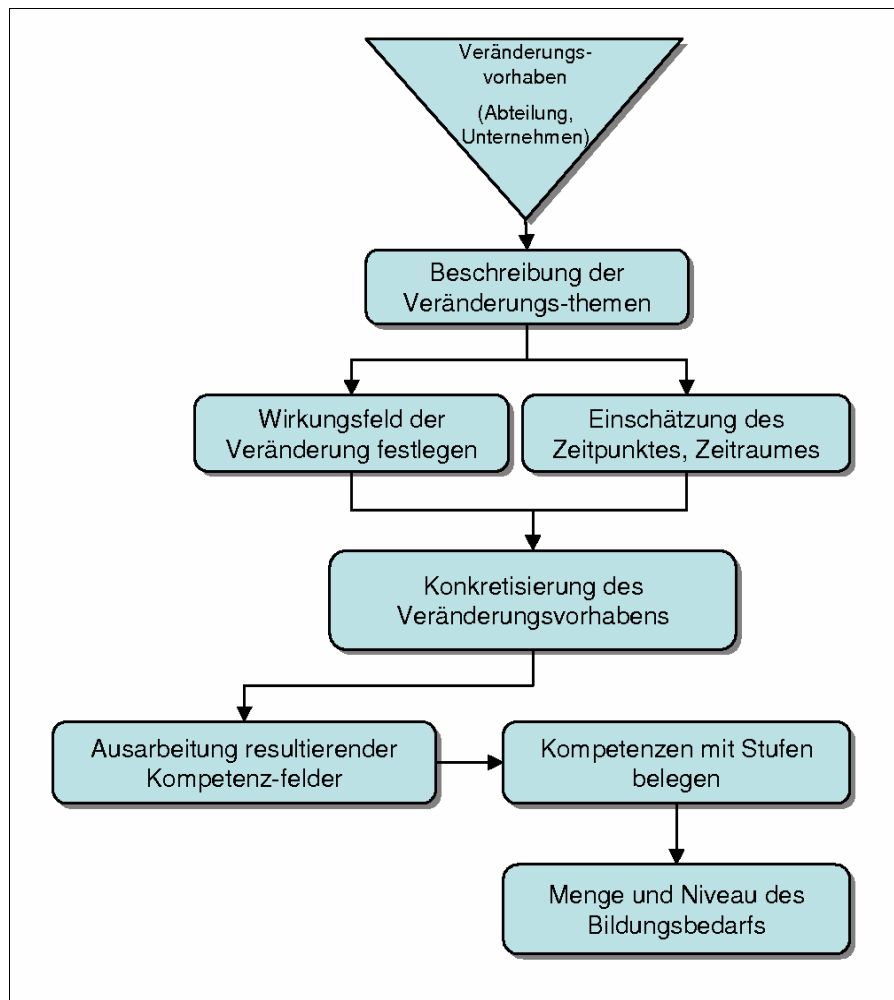 Veränderungs-
vorhaben
(Abteilung,
Unternehmen)
Beschreibung der
Veränderungs-themen
Wirkungsfeld der
Veränderung festlegen
Einschätzung des
Zeitpunktes, Zeitraumes
Konkretisierung des
Veränderungsvorhabens
Ausarbeitung resultierender
Kompetenz-felder
Kompetenzen mit Stufen
belegen
Menge und Niveau des
Bildungsbedarfs